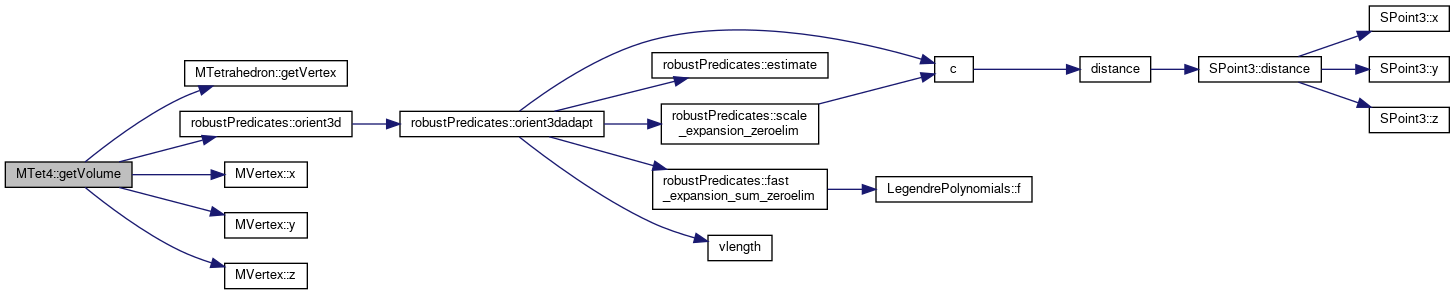 MTet4::getVolume
MTetrahedron::getVertex
robustPredicates::orient3d
MVertex::x
MVertex::y
MVertex::z
robustPredicates::orient3dadapt
robustPredicates::estimate
robustPredicates::scale
_expansion_zeroelim
robustPredicates::fast
_expansion_sum_zeroelim
vlength
c
LegendrePolynomials::f
distance
SPoint3::distance
SPoint3::x
SPoint3::y
SPoint3::z